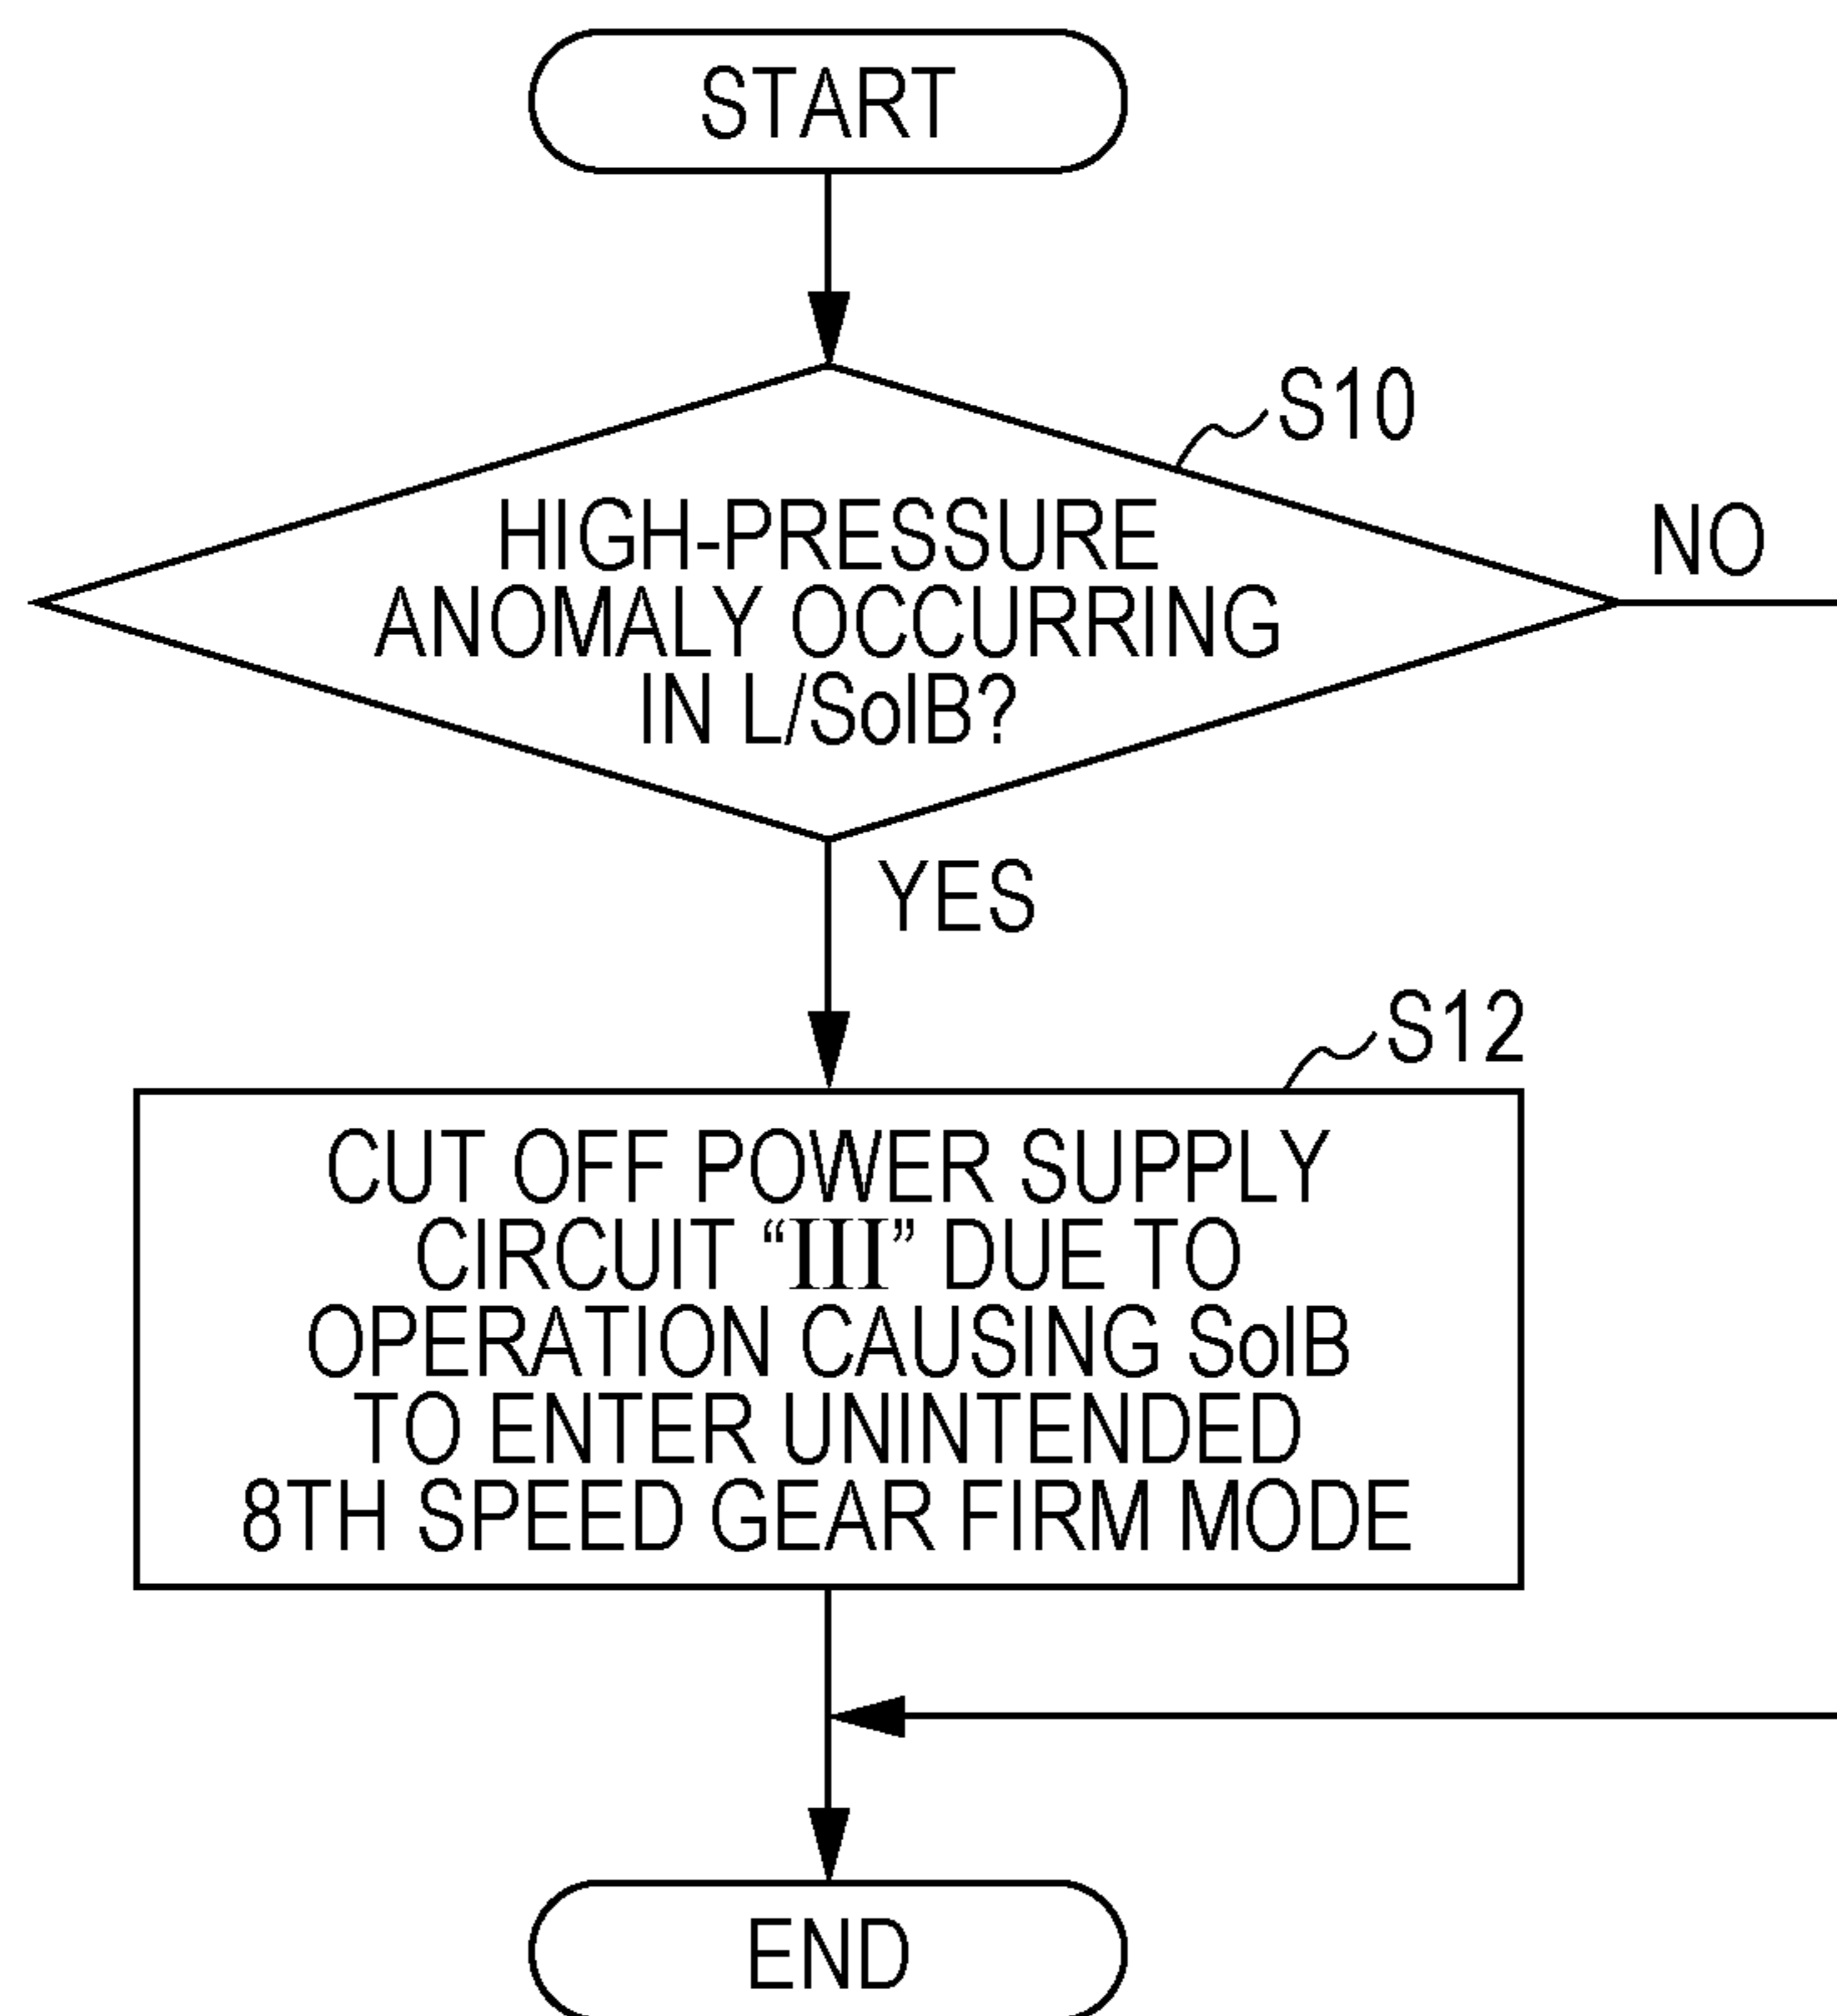 START
S10
HIGH-PRESSURE
ANOMALY OCCURRING
IN L/SolB?
NO
YES
S12
CUT OFF POWER SUPPLY
CIRCUIT “III” DUE TO
OPERATION CAUSING SolB
TO ENTER UNINTENDED
8TH SPEED GEAR FIRM MODE
END